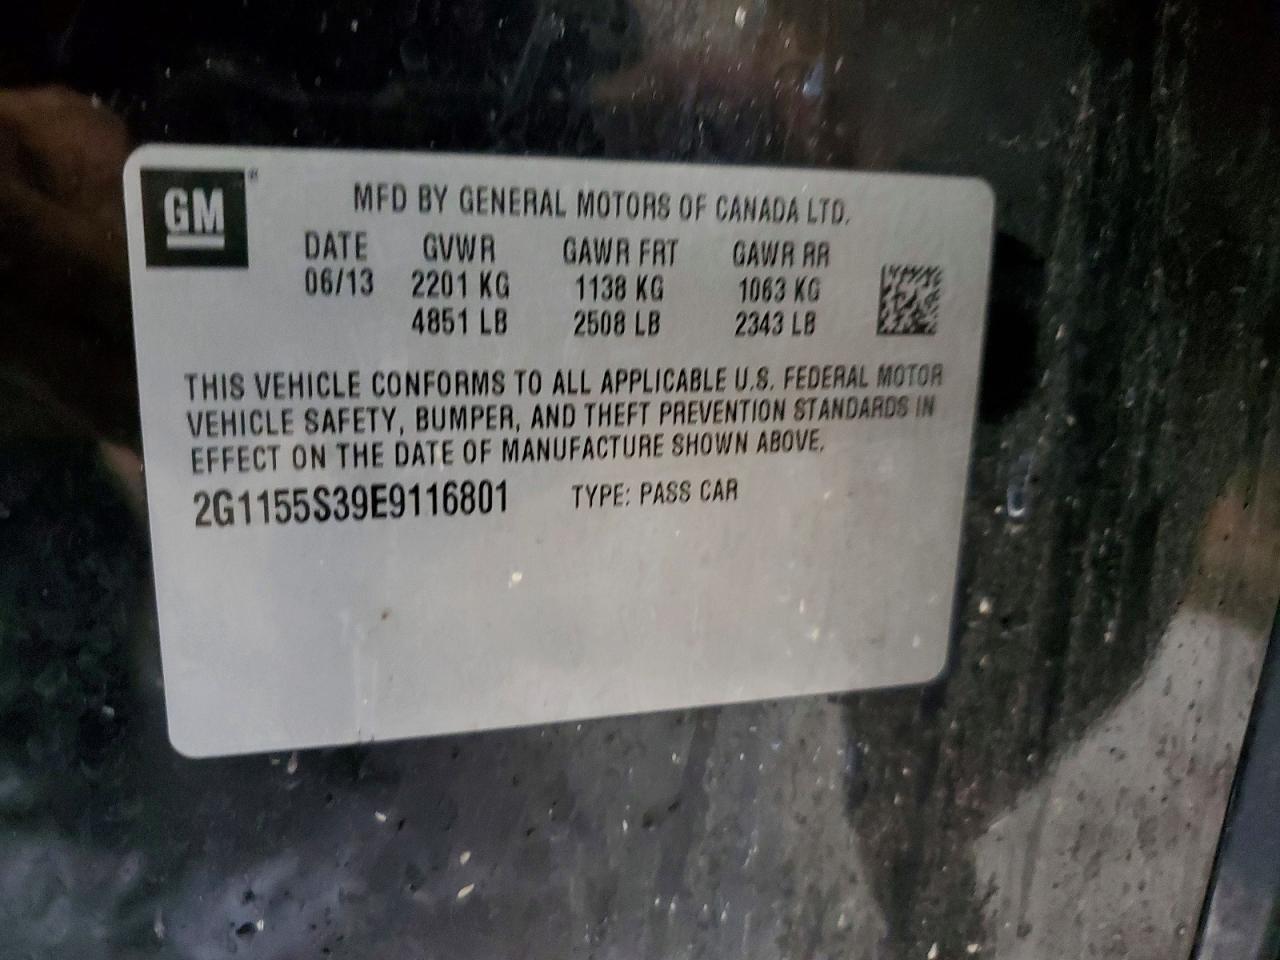 GM
MFD BY GENERAL MOTORS OF CANADA LTD.
DATE GVWR GAWR FRT GAWR RR
06/13 2201 KG 1138 KG 1063 KG
4851 LB 2508 LB 2343 LB
THIS VEHICLE CONFORMS TO ALL APPLICABLE U.S. FEDERAL MOTOR
VEHICLE SAFETY, BUMPER, AND THEFT PREVENTION STANDARDS IN
EFFECT ON THE DATE OF MANUFACTURE SHOWN ABOVE.
2G1155S39E9116801 TYPE: PASS CAR